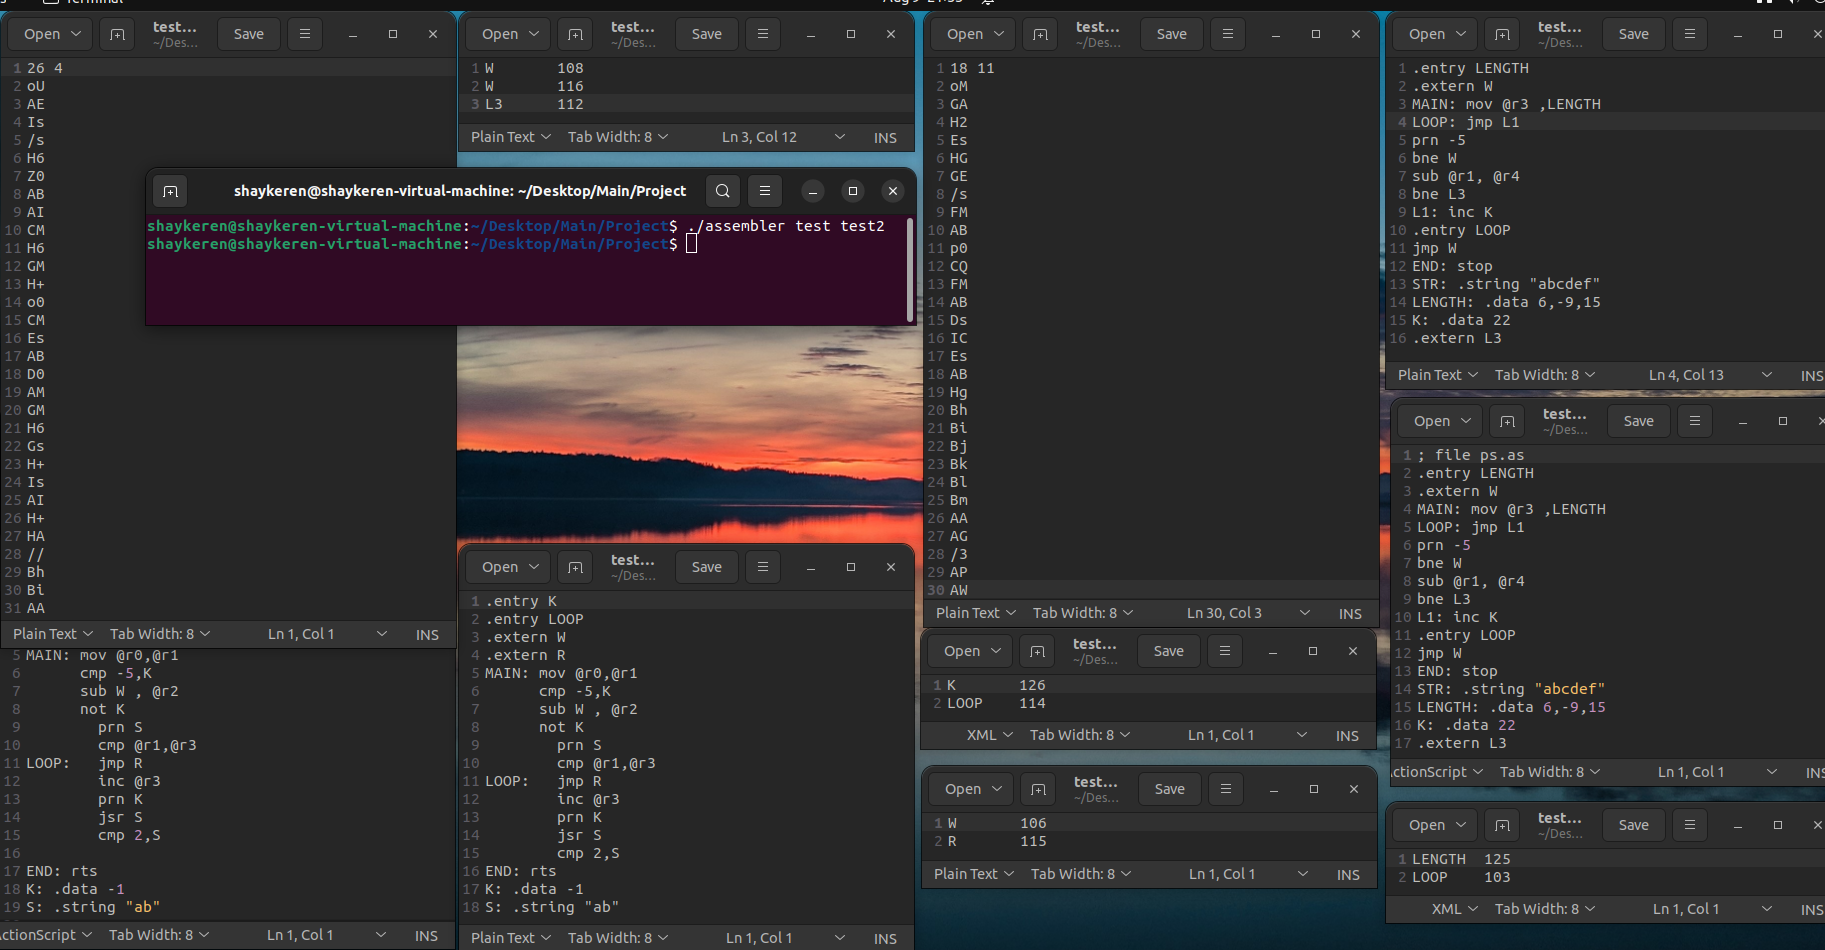 Terminal
Open
test...
~/Des...
Save
1 26 4
2 oU
3 AE
4 Is
5 /s
6 H6
7 Z0
8 AB
9 AI
10 CM
11 H6
12 GM
13 H+
14 o0
15 CM
16 Es
17 AB
18 D0
19 AM
20 GM
21 H6
22 Gs
23 H+
24 Is
25 AI
26 H+
27 HA
28 //
29 Bh
30 Bi
31 AA
Plain Text Tab Width: 8 Ln 1, Col 1 INS
5 MAIN: mov @r0,@r1
6 cmp -5,K
7 sub W , @r2
8 not K
9 prn S
10 cmp @r1,@r3
11 LOOP: jmp R
12 inc @r3
13 prn K
14 jsr S
15 cmp 2,S
16
17 END: rts
18 K: .data -1
19 S: .string "ab"
ctionScript Tab Width: 8 Ln 1, Col 1 INS
Open
test...
~/Des...
Save
1 W 108
2 W 116
3 L3 112
Plain Text Tab Width: 8 Ln 3, Col 12 INS
shaykeren@shaykeren-virtual-machine: ~/Desktop/Main/Project
shaykeren@shaykeren-virtual-machine:~/Desktop/Main/Project$ ./assembler test test2
shaykeren@shaykeren-virtual-machine:~/Desktop/Main/Project$
Open
test...
~/Des...
Save
1 .entry K
2 .entry LOOP
3 .extern W
4 .extern R
5 MAIN: mov @r0,@r1
6 cmp -5,K
7 sub W , @r2
8 not K
9 prn S
10 cmp @r1,@r3
11 LOOP: jmp R
12 inc @r3
13 prn K
14 jsr S
15 cmp 2,S
16 END: rts
17 K: .data -1
18 S: .string "ab"
Plain Text Tab Width: 8 Ln 1, Col 1 INS
Open
test...
~/Des...
Save
1 18 11
2 oM
3 GA
4 H2
5 Es
6 HG
7 GE
8 /s
9 FM
10 AB
11 p0
12 CQ
13 FM
14 AB
15 Ds
16 IC
17 Es
18 AB
19 Hg
20 Bh
21 Bi
22 Bj
23 Bk
24 Bl
25 Bm
26 AA
27 AG
28 /3
29 AP
30 AW
Plain Text Tab Width: 8 Ln 30, Col 3 INS
Open
test...
~/Des...
Save
1 K 126
2 LOOP 114
XML Tab Width: 8 Ln 1, Col 1 INS
Open
test...
~/Des...
Save
1 W 106
2 R 115
Plain Text Tab Width: 8 Ln 1, Col 1 INS
Open
test...
~/Des...
Save
1 .entry LENGTH
2 .extern W
3 MAIN: mov @r3 ,LENGTH
4 LOOP: jmp L1
5 prn -5
6 bne W
7 sub @r1, @r4
8 bne L3
9 L1: inc K
10 .entry LOOP
11 jmp W
12 END: stop
13 STR: .string "abcdef"
14 LENGTH: .data 6,-9,15
15 K: .data 22
16 .extern L3
Plain Text Tab Width: 8 Ln 4, Col 13 INS
Open
test...
~/Des...
Save
1 ; file ps.as
2 .entry LENGTH
3 .extern W
4 MAIN: mov @r3 ,LENGTH
5 LOOP: jmp L1
6 prn -5
7 bne W
8 sub @r1, @r4
9 bne L3
10 L1: inc K
11 .entry LOOP
12 jmp W
13 END: stop
14 STR: .string "abcdef"
15 LENGTH: .data 6,-9,15
16 K: .data 22
17 .extern L3
ctionScript Tab Width: 8 Ln 1, Col 1 INS
Open
test...
~/Des...
Save
1 LENGTH 125
2 LOOP 103
XML Tab Width: 8 Ln 1, Col 1 INS